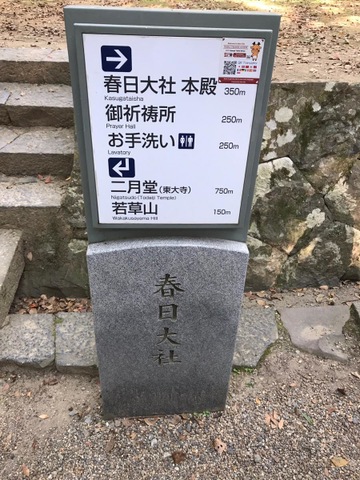 →
春日大社 本殿 350m
Kasugataisha
御祈祷所 250m
Prayer Hall
お手洗い 250m
Lavatory
二月堂(東大寺) 750m
Nigatsudo (Todaiji Temple)
若草山 150m
Wakakusayama Hill
春日大社